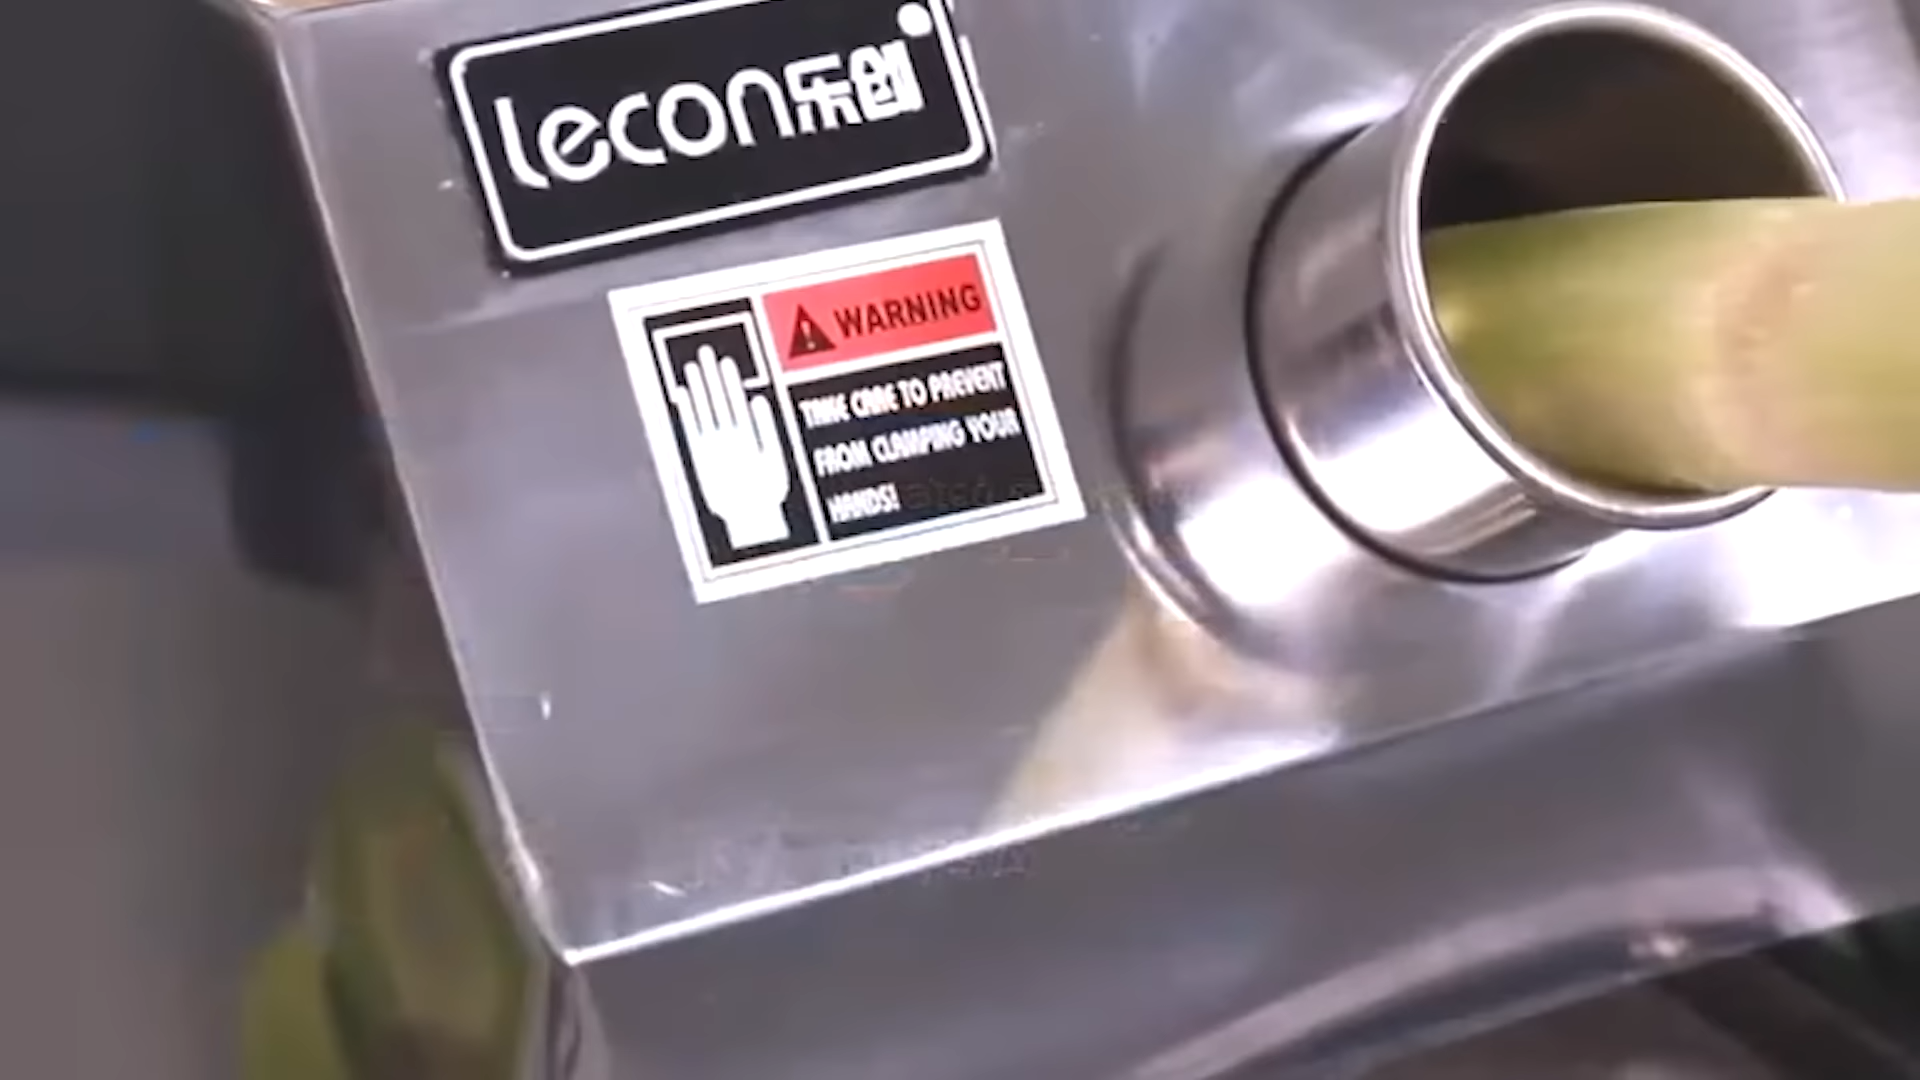 lecon乐创
WARNING
TAKE CARE TO PREVENT
FROM CLAMPING YOUR
HANDS!